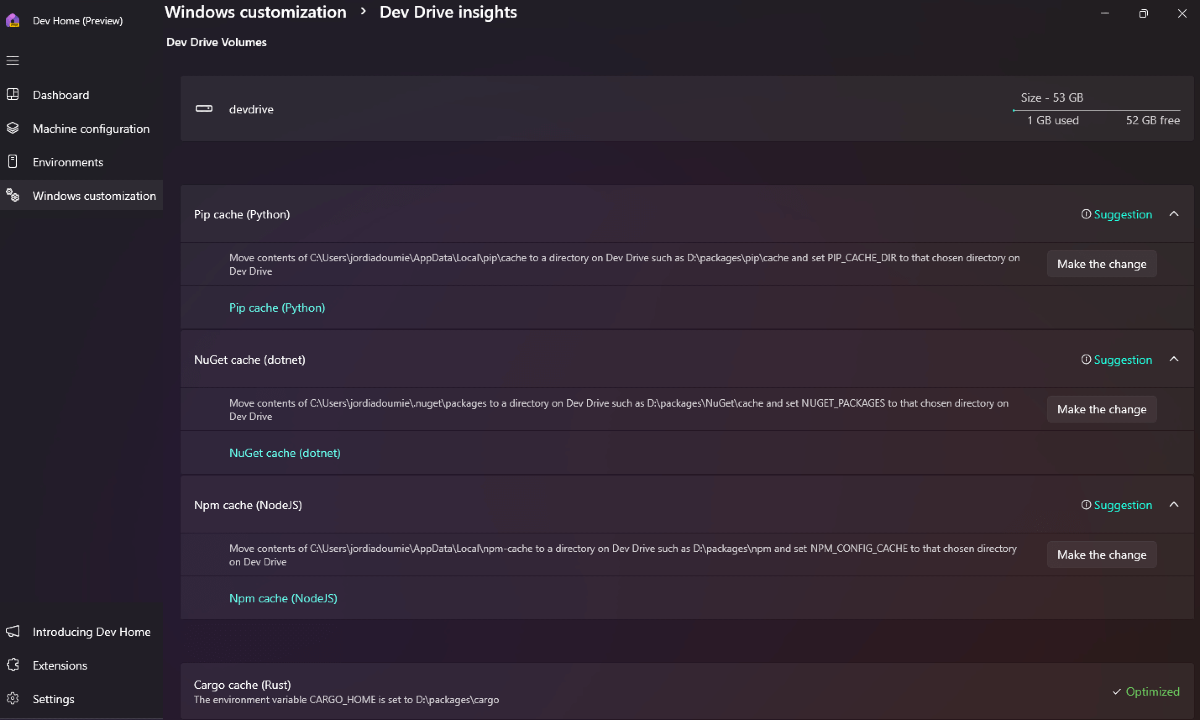 Dev Home (Preview)
Windows customization > Dev Drive insights
Dashboard
Machine configuration
Environments
Windows customization
Introducing Dev Home
Extensions
Settings
Dev Drive Volumes
devdrive
Size - 53 GB
1 GB used 52 GB free
Pip cache (Python)
Suggestion
Move contents of C:\Users\jordiadoumie\AppData\Local\pip\cache to a directory on Dev Drive such as D:\packages\pip\cache and set PIP_CACHE_DIR to that chosen directory on
Dev Drive
Make the change
Pip cache (Python)
NuGet cache (dotnet)
Suggestion
Move contents of C:\Users\jordiadoumie\.nuget\packages to a directory on Dev Drive such as D:\packages\NuGet\cache and set NUGET_PACKAGES to that chosen directory on
Dev Drive
Make the change
NuGet cache (dotnet)
Npm cache (NodeJS)
Suggestion
Move contents of C:\Users\jordiadoumie\AppData\Local\npm-cache to a directory on Dev Drive such as D:\packages\npm and set NPM_CONFIG_CACHE to that chosen directory
on Dev Drive
Make the change
Npm cache (NodeJS)
Cargo cache (Rust)
The environment variable CARGO_HOME is set to D:\packages\cargo
Optimized